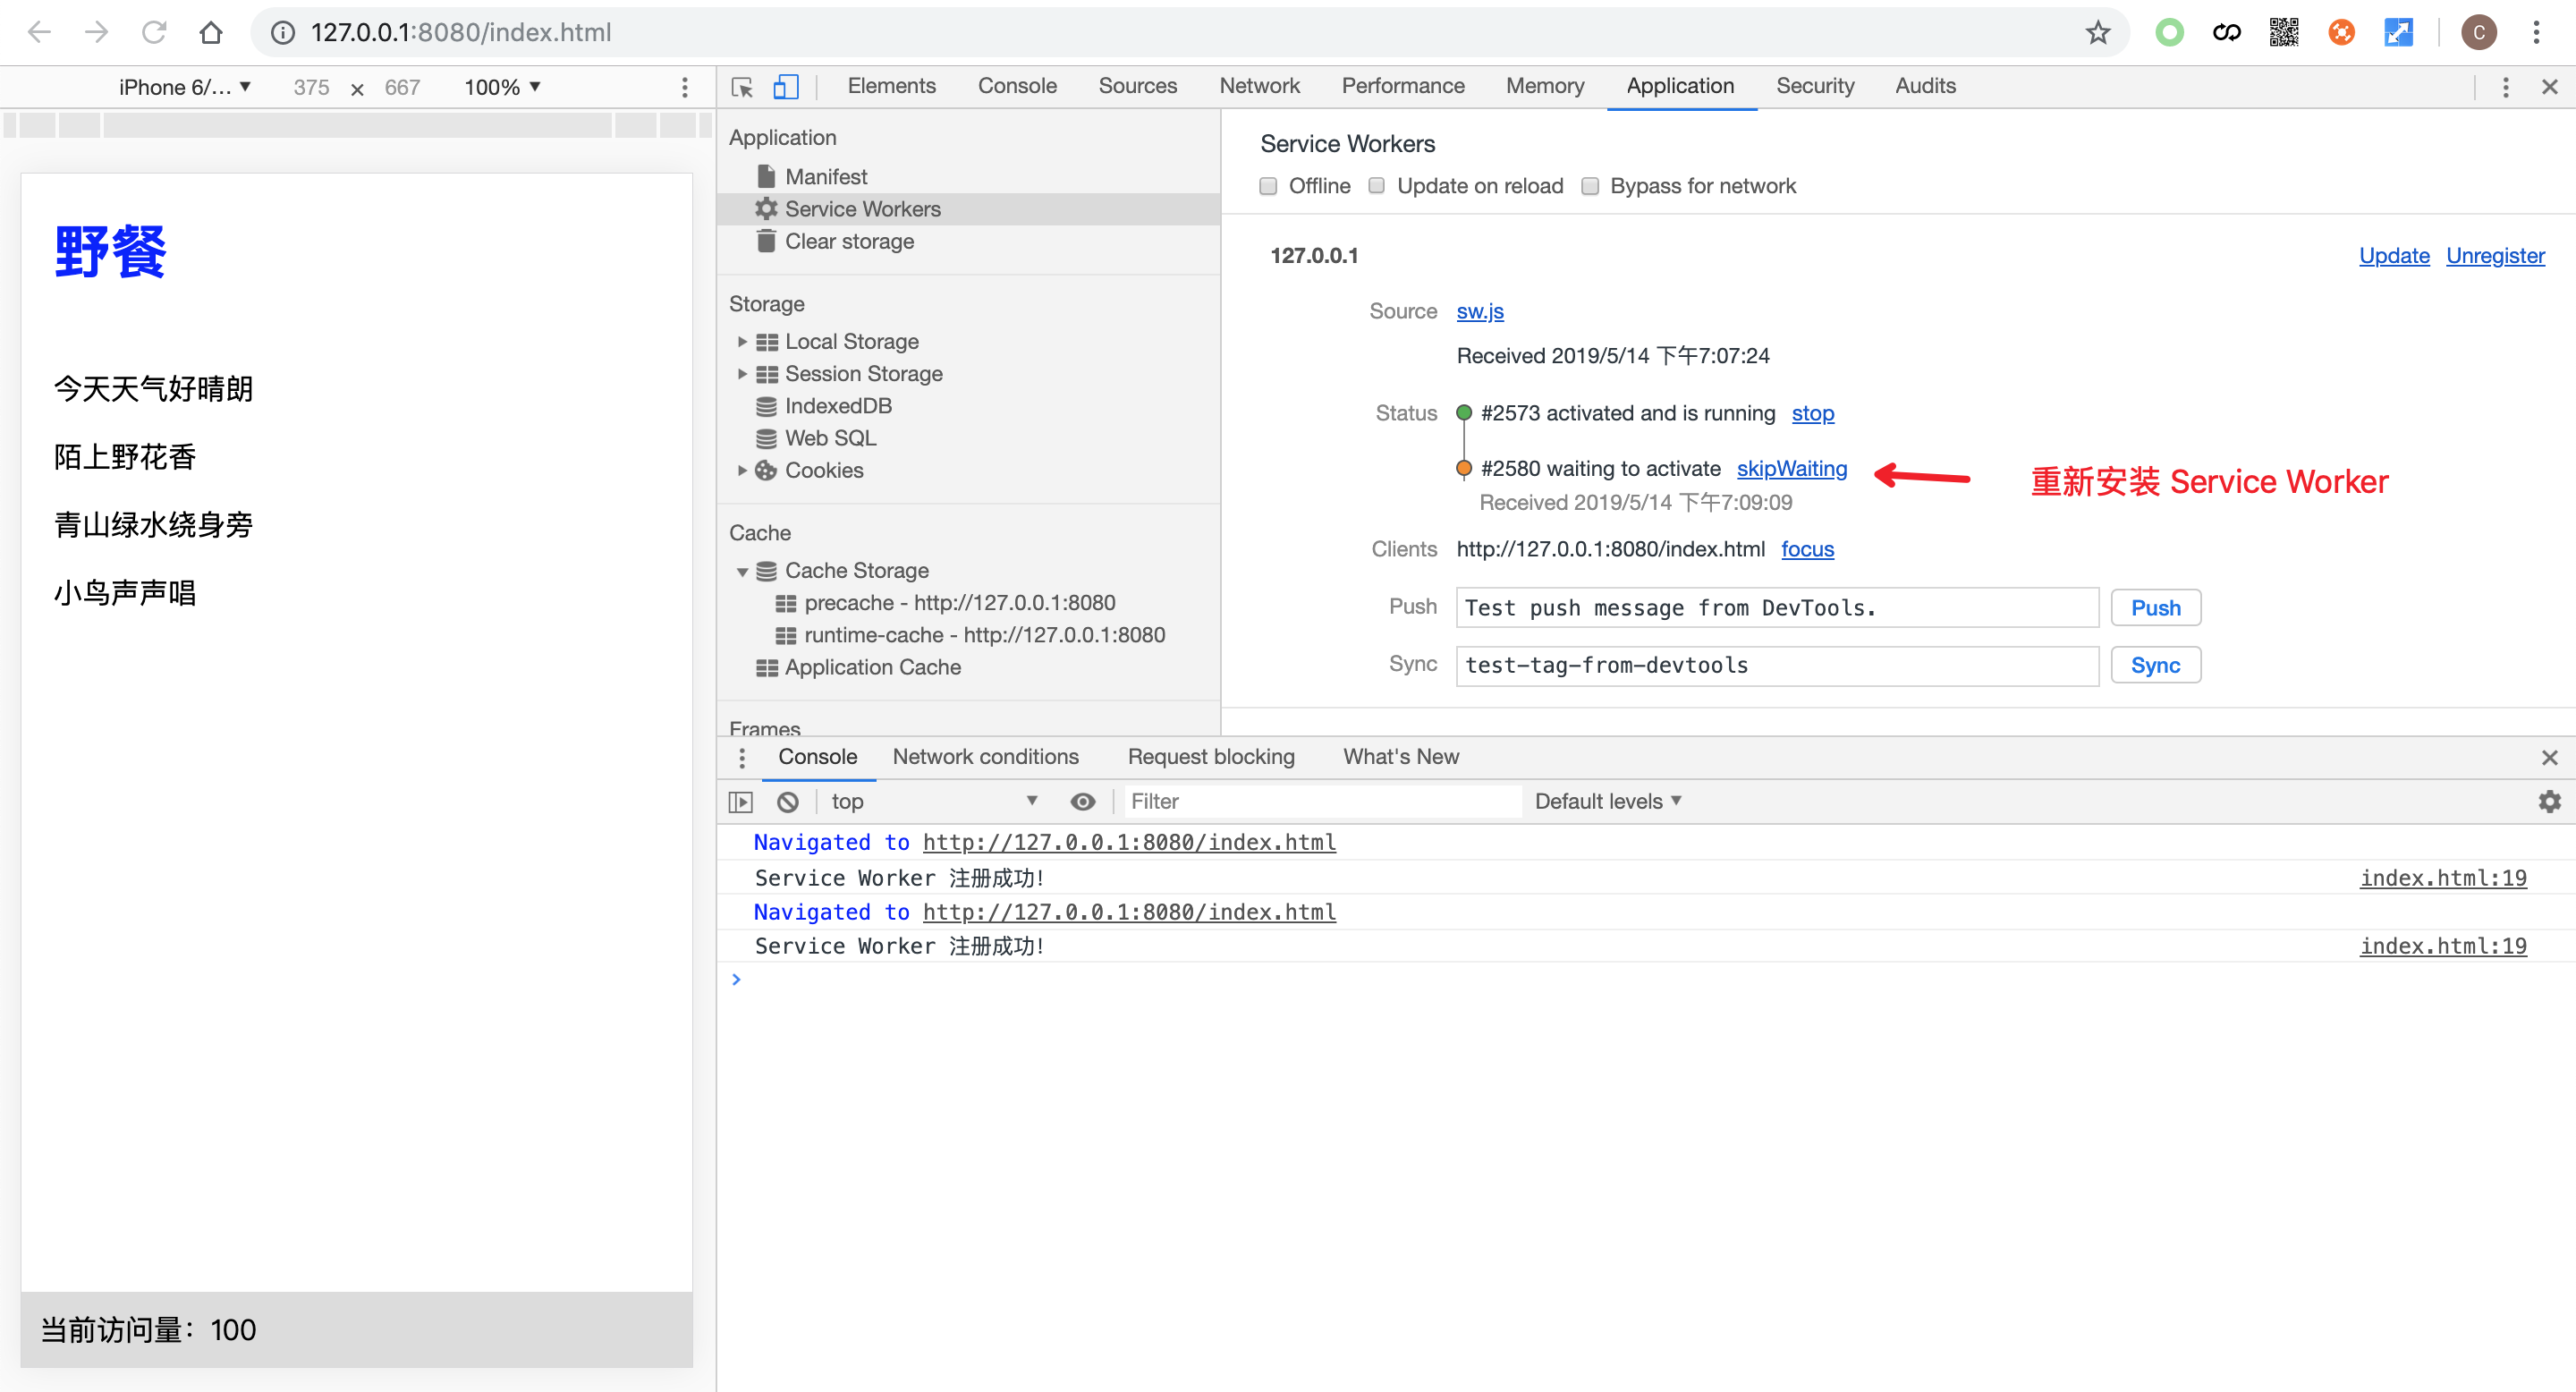 127.0.0.1:8080/index.html
C
iPhone 6/... ▼ 375 × 667 100% ▼
Elements Console Sources Network Performance Memory Application Security Audits
野餐
今天天气好晴朗
陌上野花香
青山绿水绕身旁
小鸟声声唱
当前访问量：100
Application
Manifest
Service Workers
Clear storage
Storage
Local Storage
Session Storage
IndexedDB
Web SQL
Cookies
Cache
Cache Storage
precache - http://127.0.0.1:8080
runtime-cache - http://127.0.0.1:8080
Application Cache
Frames
Service Workers
Offline Update on reload Bypass for network
127.0.0.1 Update Unregister
Source sw.js
Received 2019/5/14 下午7:07:24
Status #2573 activated and is running stop
#2580 waiting to activate skipWaiting
重新安装 Service Worker
Received 2019/5/14 下午7:09:09
Clients http://127.0.0.1:8080/index.html focus
Push Test push message from DevTools. Push
Sync test-tag-from-devtools Sync
Console Network conditions Request blocking What's New
top ▼ Filter Default levels ▼
Navigated to http://127.0.0.1:8080/index.html
Service Worker 注册成功! index.html:19
Navigated to http://127.0.0.1:8080/index.html
Service Worker 注册成功! index.html:19